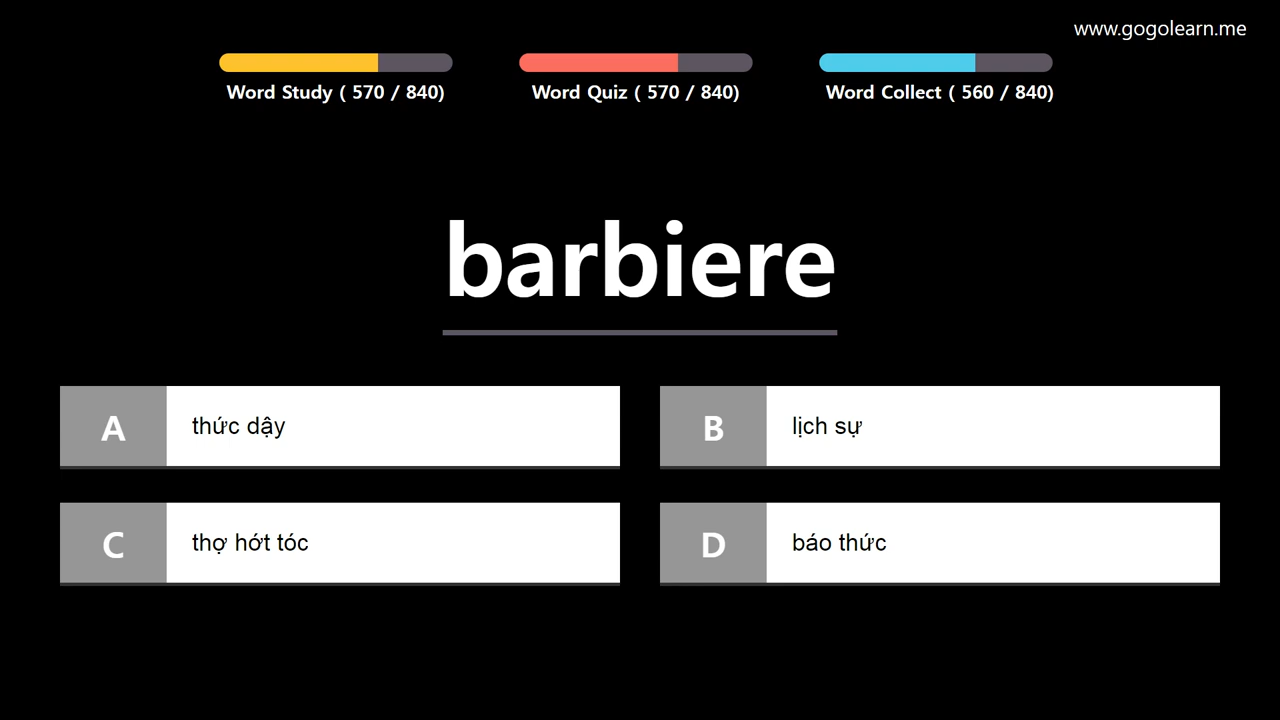 www.gogolearn.me
Word Study ( 570 / 840)
Word Quiz ( 570 / 840)
Word Collect ( 560 / 840)
barbiere
A thức dậy
B lịch sự
C thợ hớt tóc
D báo thức